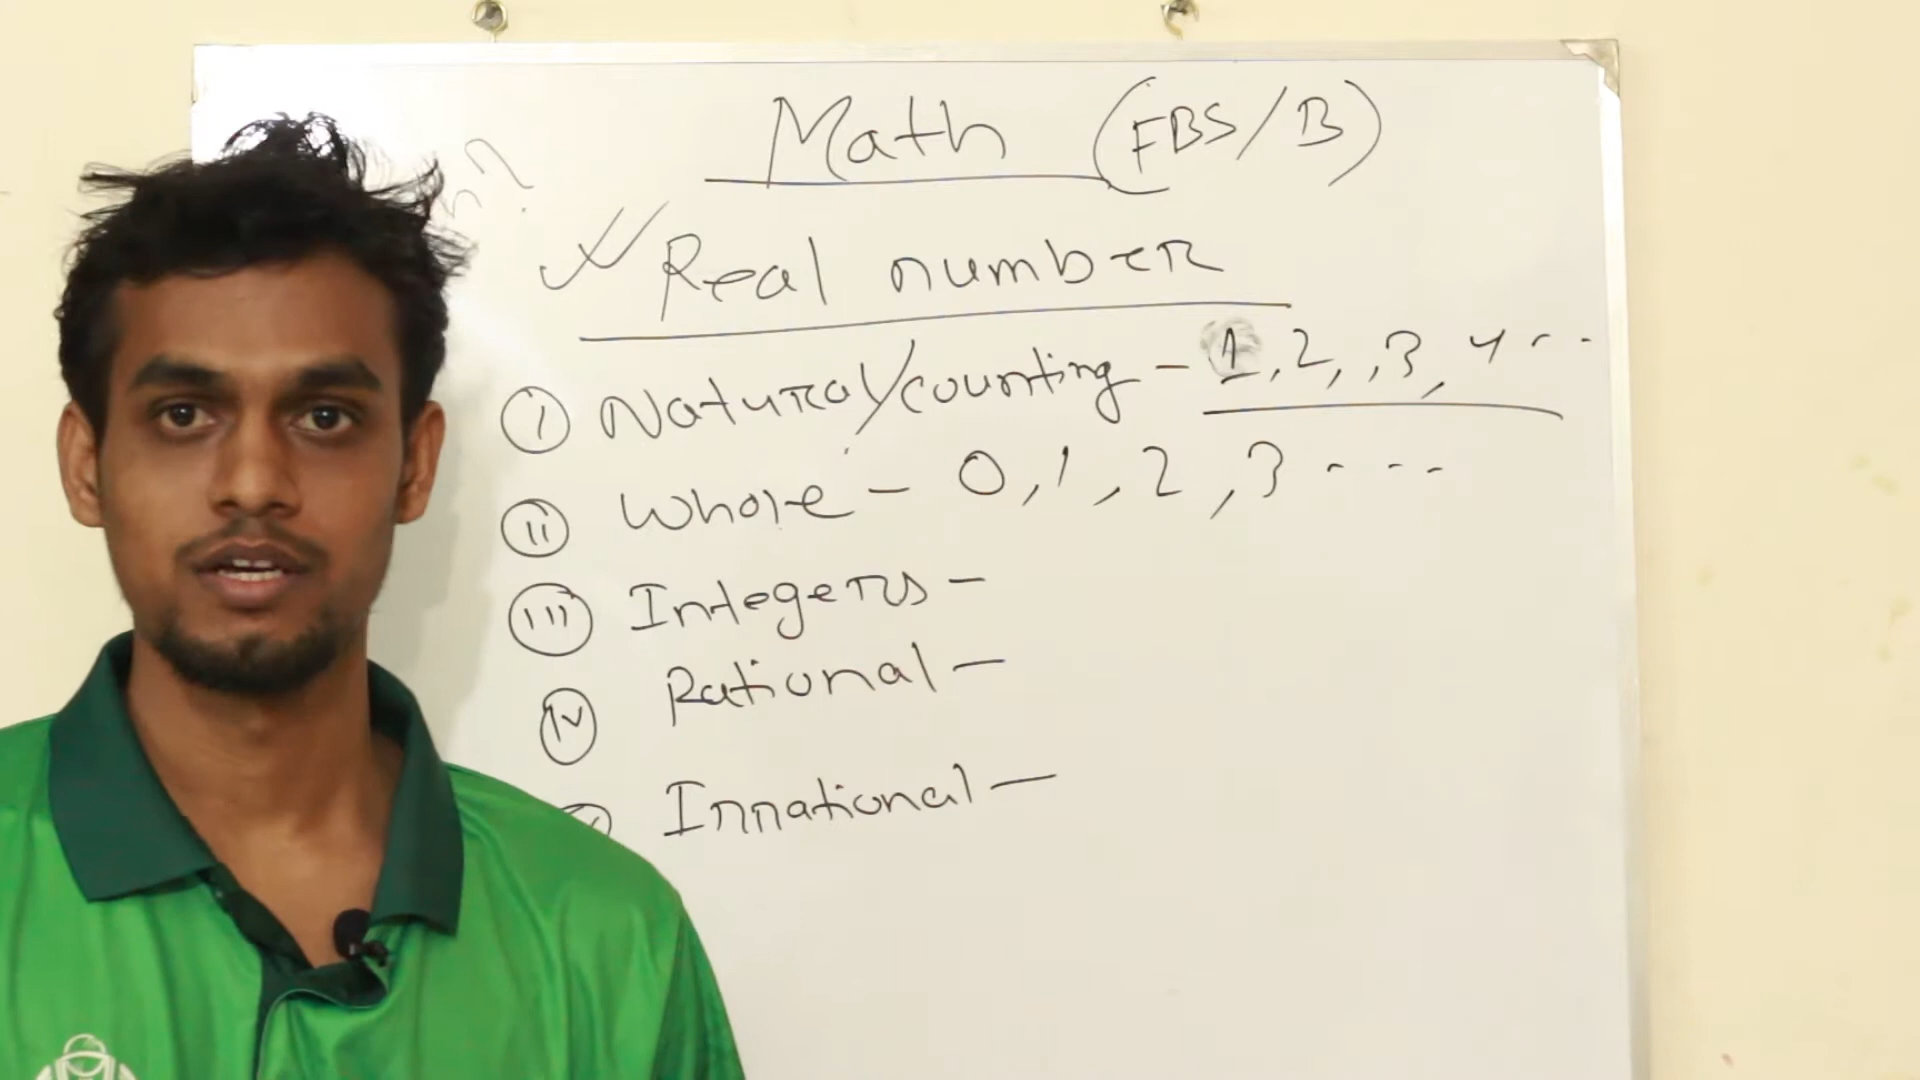 Math (FBS/B)
Real number
i Natural/counting - 1, 2, , 3, 4 - - -
ii Whole - 0, 1, 2, 3 - - - -
iii Integers -
iv Rational -
Irrational -